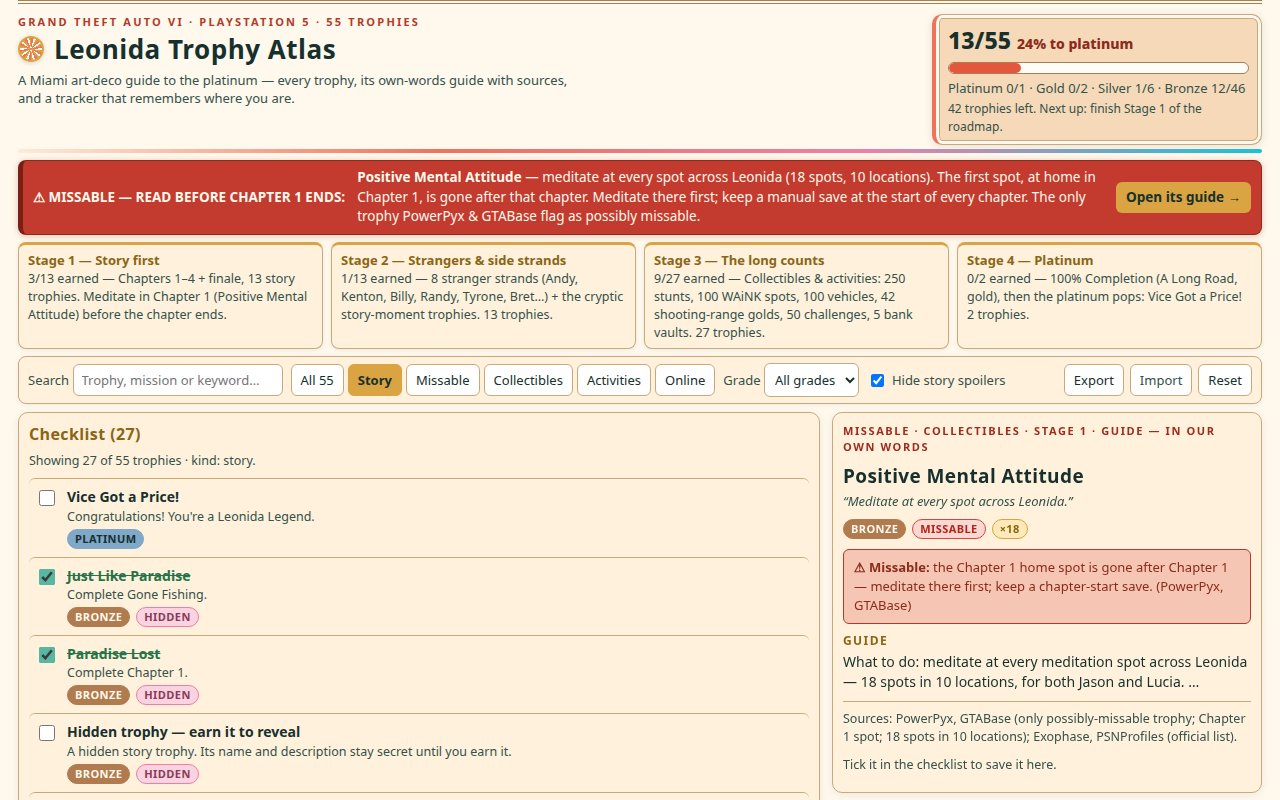 GRAND THEFT AUTO VI · PLAYSTATION 5 · 55 TROPHIES
Leonida Trophy Atlas
A Miami art-deco guide to the platinum — every trophy, its own-words guide with sources,
and a tracker that remembers where you are.
13/55 24% to platinum
Platinum 0/1 · Gold 0/2 · Silver 1/6 · Bronze 12/46
42 trophies left. Next up: finish Stage 1 of the
roadmap.
⚠ MISSABLE — READ BEFORE CHAPTER 1 ENDS:
Positive Mental Attitude — meditate at every spot across Leonida (18 spots, 10 locations). The first spot, at home in
Chapter 1, is gone after that chapter. Meditate there first; keep a manual save at the start of every chapter. The only
trophy PowerPyx & GTABase flag as possibly missable.
Open its guide →
Stage 1 — Story first
3/13 earned — Chapters 1–4 + finale, 13 story
trophies. Meditate in Chapter 1 (Positive Mental
Attitude) before the chapter ends.
Stage 2 — Strangers & side strands
1/13 earned — 8 stranger strands (Andy,
Kenton, Billy, Randy, Tyrone, Bret…) + the cryptic
story-moment trophies. 13 trophies.
Stage 3 — The long counts
9/27 earned — Collectibles & activities: 250
stunts, 100 WAiNK spots, 100 vehicles, 42
shooting-range golds, 50 challenges, 5 bank
vaults. 27 trophies.
Stage 4 — Platinum
0/2 earned — 100% Completion (A Long Road,
gold), then the platinum pops: Vice Got a Price!
2 trophies.
Search Trophy, mission or keyword... All 55 Story Missable Collectibles Activities Online Grade All grades Hide story spoilers Export Import Reset
Checklist (27)
Showing 27 of 55 trophies · kind: story.
Vice Got a Price!
Congratulations! You're a Leonida Legend.
PLATINUM
Just Like Paradise
Complete Gone Fishing.
BRONZE HIDDEN
Paradise Lost
Complete Chapter 1.
BRONZE HIDDEN
Hidden trophy — earn it to reveal
A hidden story trophy. Its name and description stay secret until you earn it.
BRONZE HIDDEN
MISSABLE · COLLECTIBLES · STAGE 1 · GUIDE — IN OUR
OWN WORDS
Positive Mental Attitude
“Meditate at every spot across Leonida.”
BRONZE MISSABLE ×18
⚠ Missable: the Chapter 1 home spot is gone after Chapter 1
— meditate there first; keep a chapter-start save. (PowerPyx,
GTABase)
GUIDE
What to do: meditate at every meditation spot across Leonida
— 18 spots in 10 locations, for both Jason and Lucia. ...
Sources: PowerPyx, GTABase (only possibly-missable trophy; Chapter
1 spot; 18 spots in 10 locations); Exophase, PSNProfiles (official list).
Tick it in the checklist to save it here.